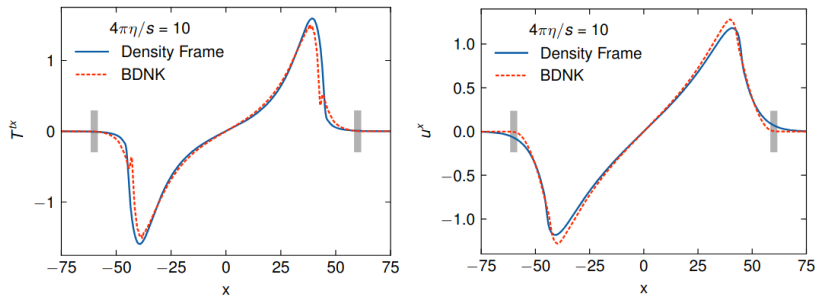 4πη/s = 10
Density Frame
BDNK
T^{tx}
1
0
−1
−75
−50
−25
0
25
50
75
x
4πη/s = 10
Density Frame
BDNK
u^x
1.0
0.5
0.0
−0.5
−1.0
−75
−50
−25
0
25
50
75
x